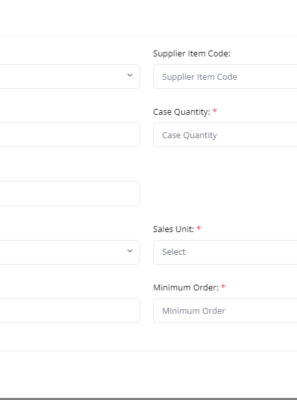 Supplier Item Code:
Supplier Item Code
Case Quantity: *
Case Quantity
Sales Unit: *
Select
Minimum Order: *
Minimum Order